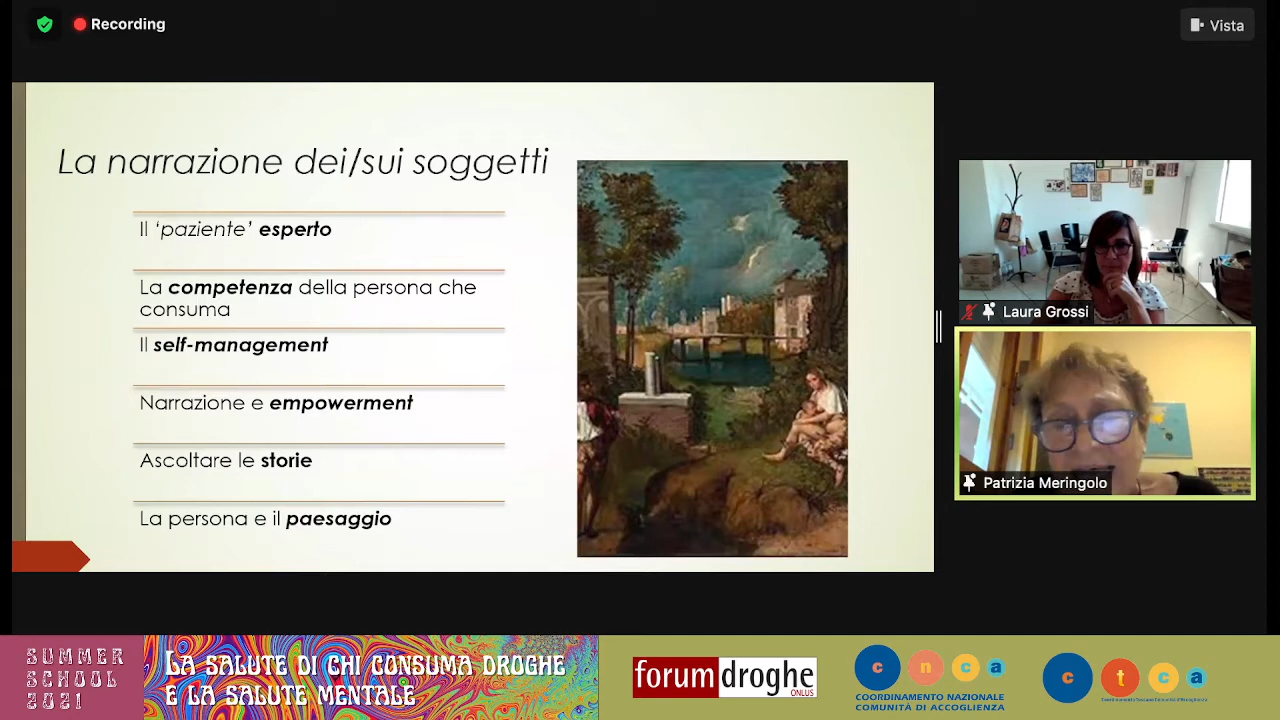 Recording
Vista
La narrazione dei/sui soggetti
Il ‘paziente’ esperto
La competenza della persona che
consuma
Il self-management
Narrazione e empowerment
Ascoltare le storie
La persona e il paesaggio
Laura Grossi
Patrizia Meringolo
SUMMER
SCHOOL
2021
LA SALUTE DI CHI CONSUMA DROGHE
E LA SALUTE MENTALE
forumdroghe
ONLUS
c n c a
COORDINAMENTO NAZIONALE
COMUNITÀ DI ACCOGLIENZA
c t c a